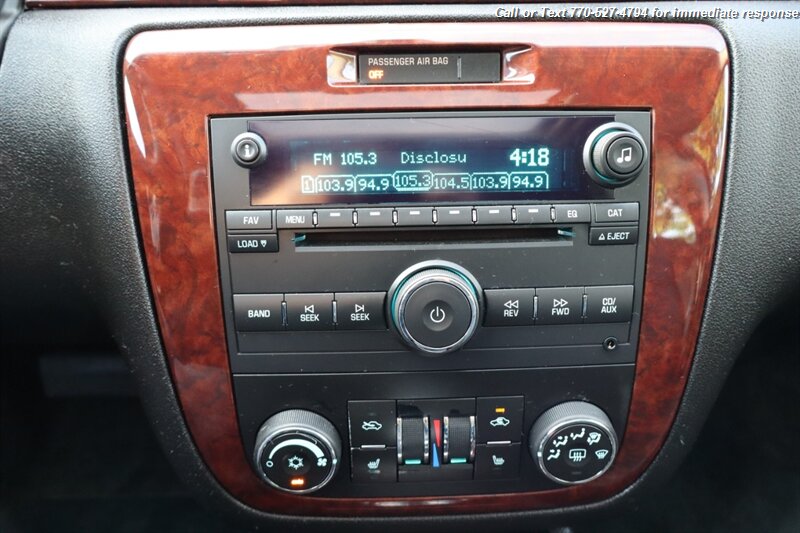 Call or Text 770-527-4794 for immediate response
PASSENGER AIR BAG
OFF
FM 105.3 Disclosu 4:18
1 103.9 94.9 105.3 104.5 103.9 94.9
FAV MENU EQ CAT
LOAD EJECT
BAND SEEK SEEK REV FWD CD/AUX